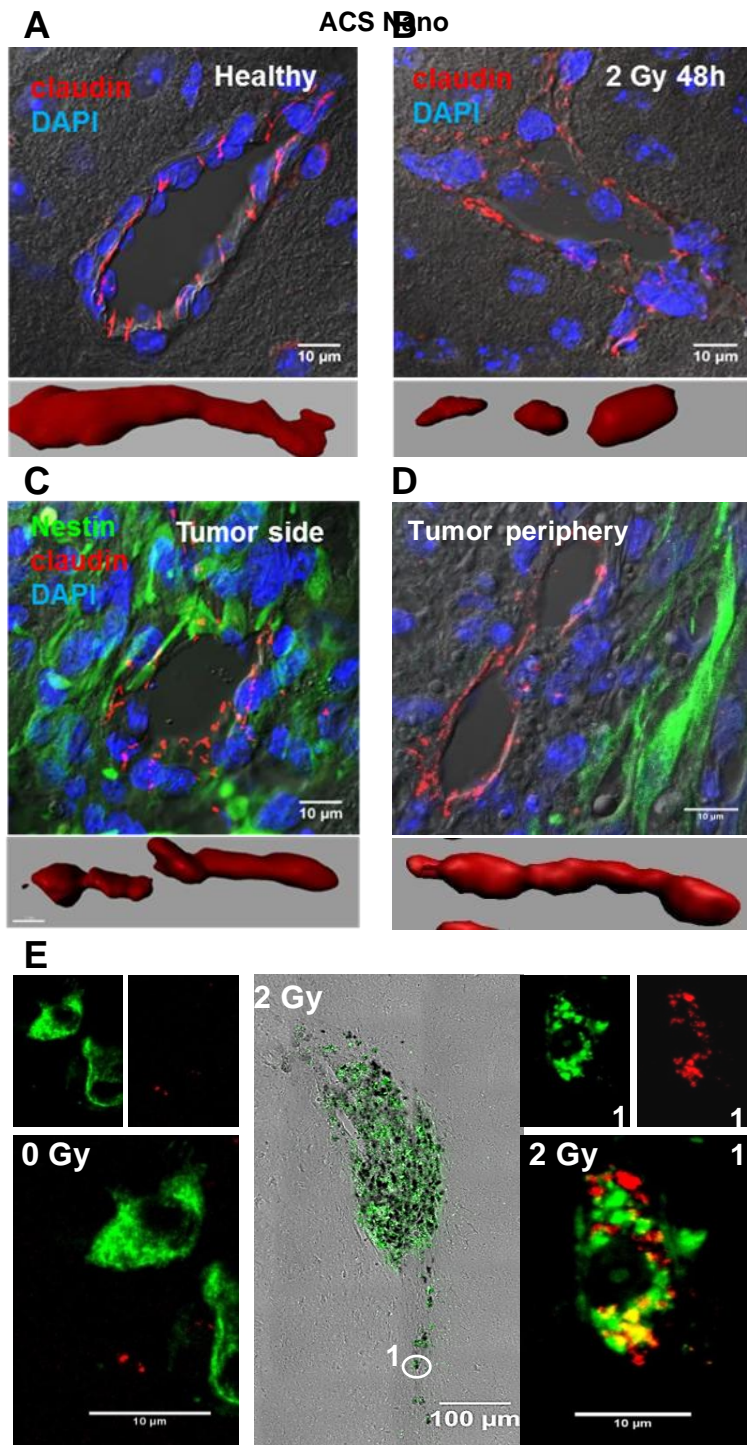 ACS Nano
A
B
claudin
DAPI
Healthy
10 µm
claudin
DAPI
2 Gy 48h
10 µm
C
D
Nestin
claudin
DAPI
Tumor side
10 µm
Tumor periphery
10 µm
E
2 Gy
1
1
0 Gy
10 µm
1
100 µm
2 Gy
1
10 µm